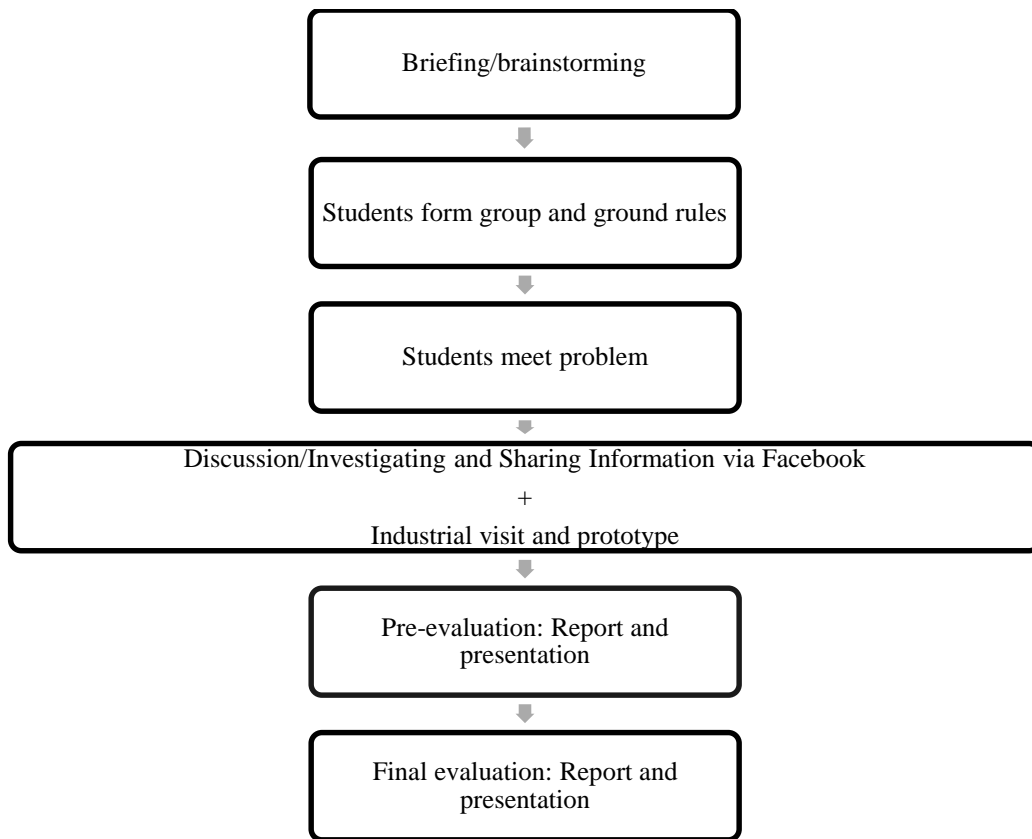 Briefing/brainstorming
Students form group and ground rules
Students meet problem
Discussion/Investigating and Sharing Information via Facebook
+
Industrial visit and prototype
Pre-evaluation: Report and
presentation
Final evaluation: Report and
presentation